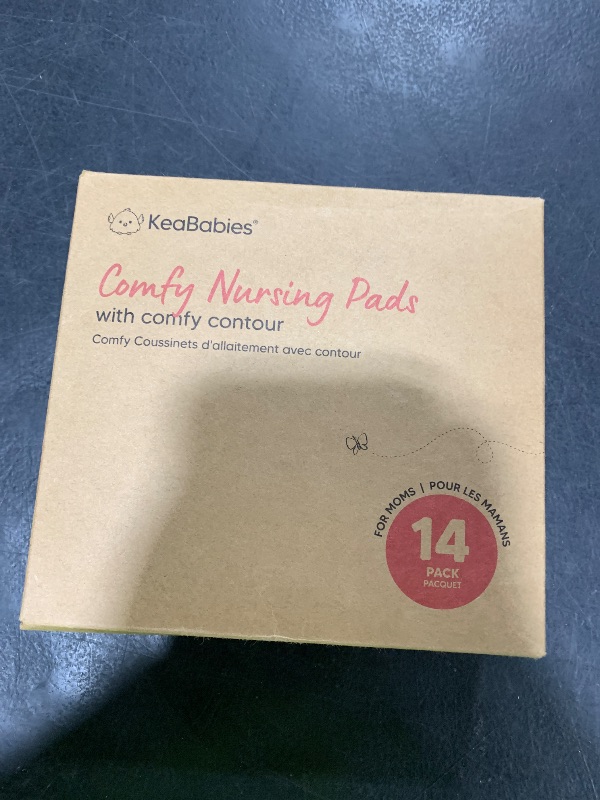 KeaBabies®
Comfy Nursing Pads
with comfy contour
Comfy Coussinets d'allaitement avec contour
FOR MOMS | POUR LES MAMANS
14
PACK
PACQUET